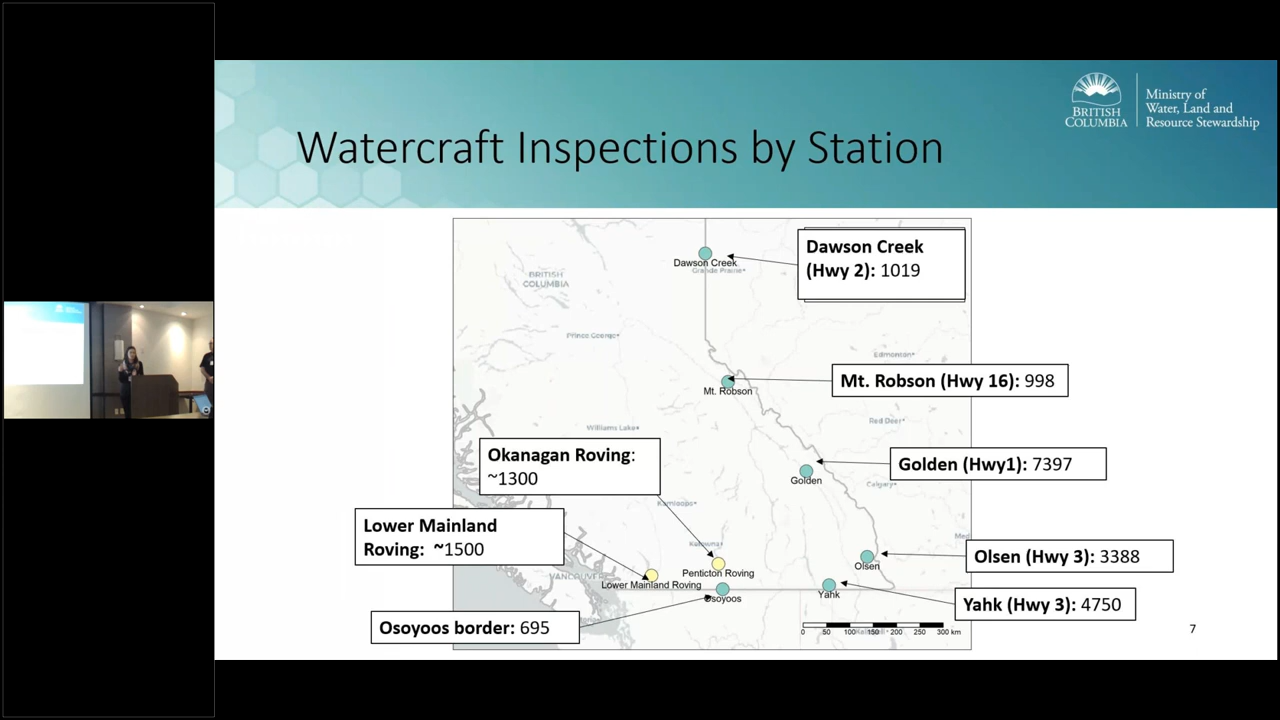 BRITISH
COLUMBIA
Ministry of
Water, Land and
Resource Stewardship
Watercraft Inspections by Station
Dawson Creek
(Hwy 2): 1019
Dawson Creek
Grande Prairie
BRITISH
COLUMBIA
Prince George
Edmonton
Mt. Robson (Hwy 16): 998
Mt. Robson
Red Deer
Williams Lake
Okanagan Roving:
~1300
Golden (Hwy1): 7397
Golden
Calgary
Kamloops
Lower Mainland
Roving: ~1500
Kelowna
Olsen (Hwy 3): 3388
Olsen
Penticton Roving
VANCOUVER
Lower Mainland Roving
Osoyoos
Yahk
Yahk (Hwy 3): 4750
Osoyoos border: 695
0 50 100 150 200 250 300 km
7